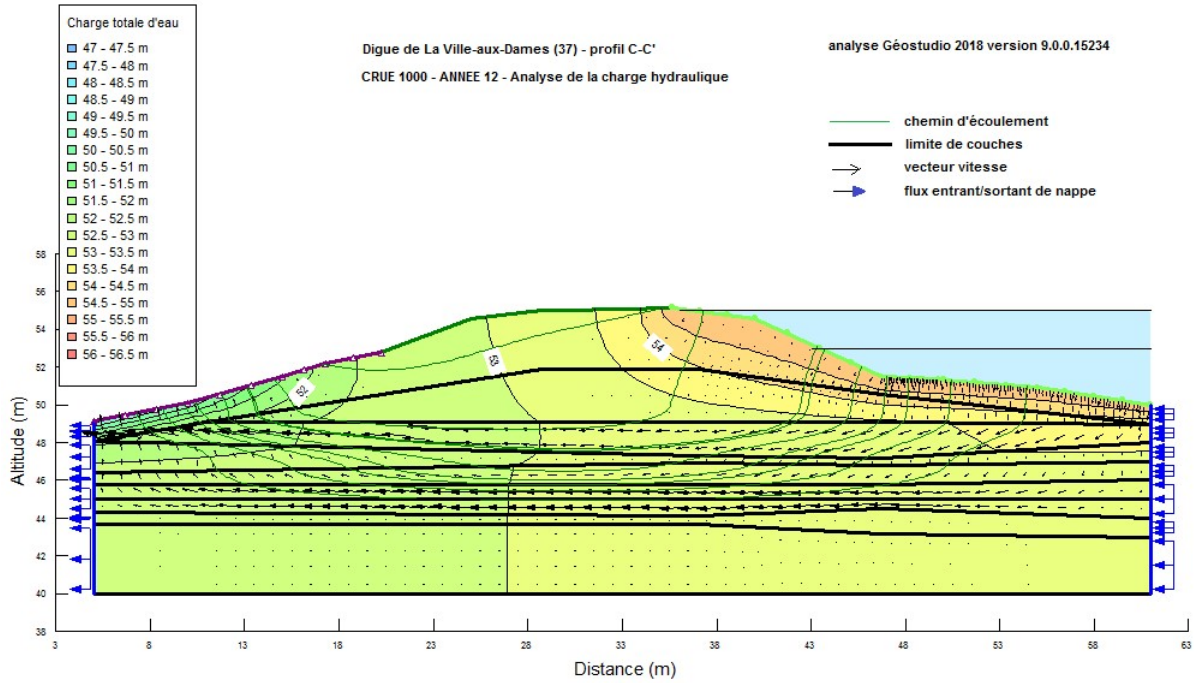 Charge totale d'eau
47 - 47.5 m
47.5 - 48 m
48 - 48.5 m
48.5 - 49 m
49 - 49.5 m
49.5 - 50 m
50 - 50.5 m
50.5 - 51 m
51 - 51.5 m
51.5 - 52 m
52 - 52.5 m
52.5 - 53 m
53 - 53.5 m
53.5 - 54 m
54 - 54.5 m
54.5 - 55 m
55 - 55.5 m
55.5 - 56 m
56 - 56.5 m
Digue de La Ville-aux-Dames (37) - profil C-C'
CRUE 1000 - ANNEE 12 - Analyse de la charge hydraulique
analyse Géostudio 2018 version 9.0.0.15234
chemin d'écoulement
limite de couches
vecteur vitesse
flux entrant/sortant de nappe
Altitude (m)
58
56
54
52
50
48
46
44
42
40
38
52
53
54
3 8 13 18 23 28 33 38 43 48 53 58 63
Distance (m)